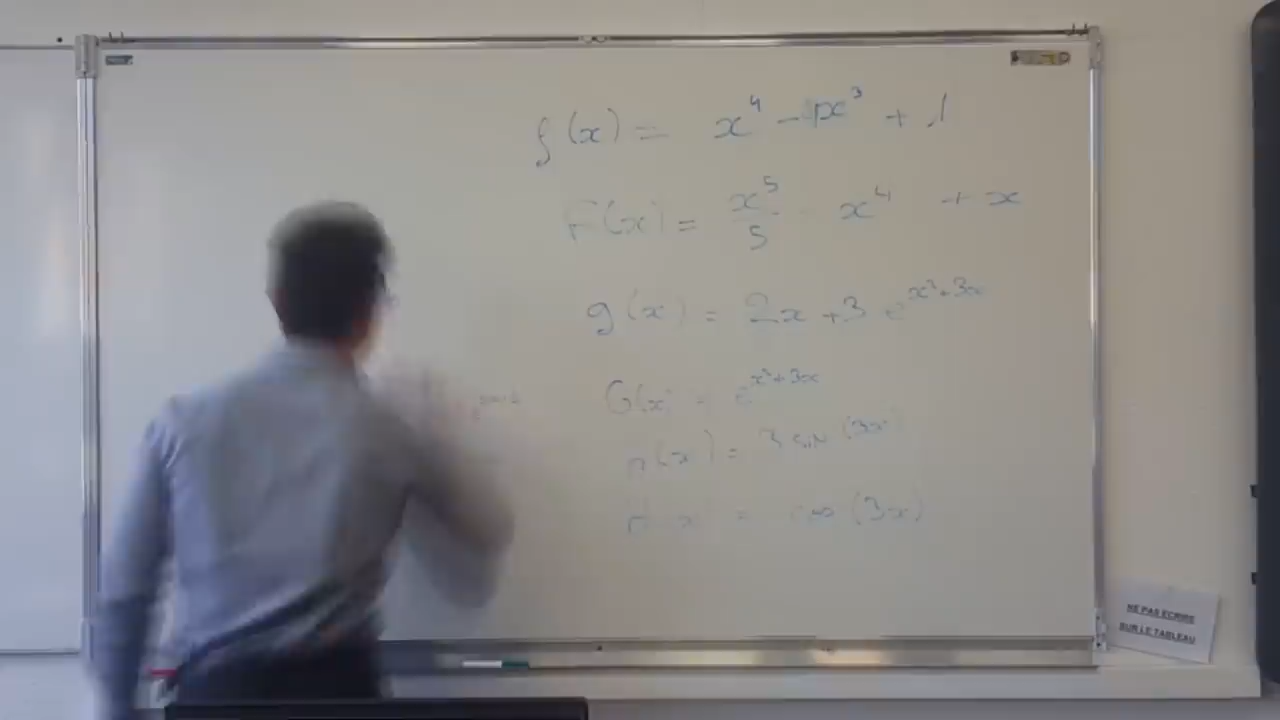 f(x) = x⁴ - 4x³ + 1
F(x) = x⁵/5 - x⁴ + x
g(x) = 2x + 3 e^(x²+3x)
G(x) = e^(x²+3x)
h(x) = 3 sin (3x)
H(x) = cos (3x)
NE PAS ECRIRE
SUR LE TABLEAU